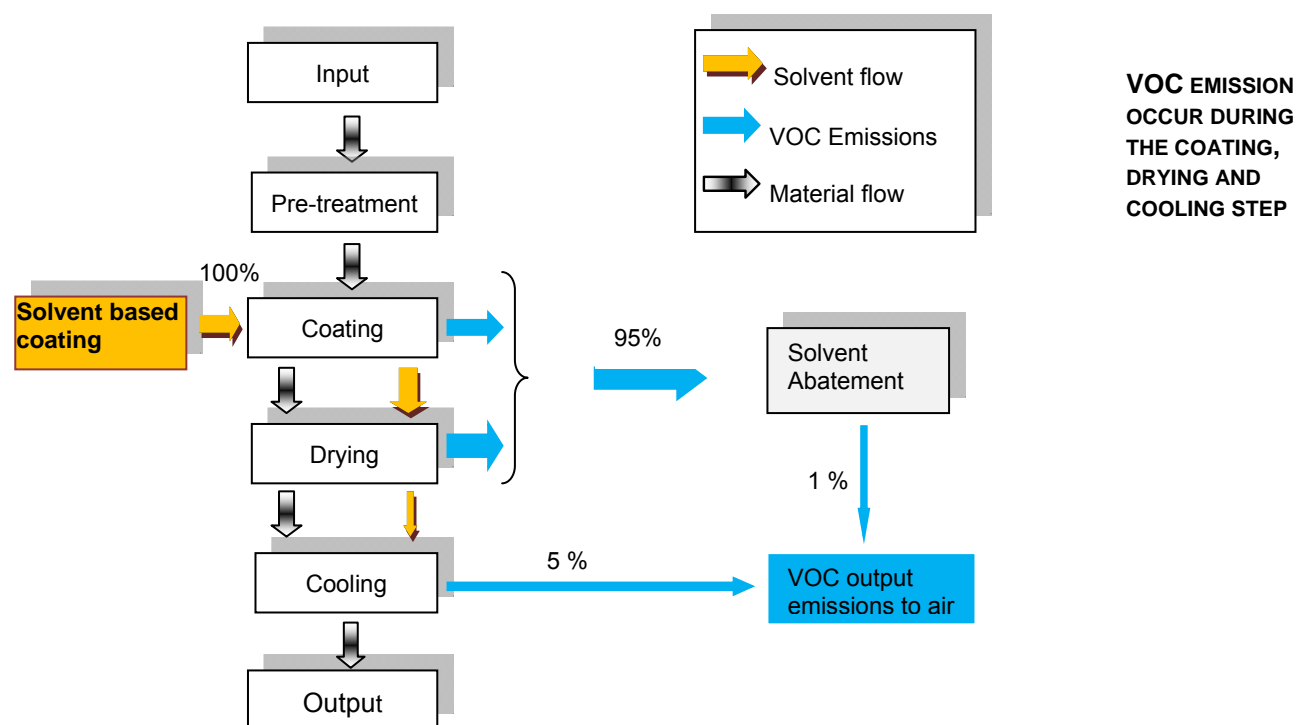 Input
Solvent flow
VOC Emissions
Material flow
VOC EMISSION
OCCUR DURING
THE COATING,
DRYING AND
COOLING STEP
Pre-treatment
100%
Solvent based
coating
Coating
95%
Solvent
Abatement
Drying
1 %
Cooling
5 %
VOC output
emissions to air
Output